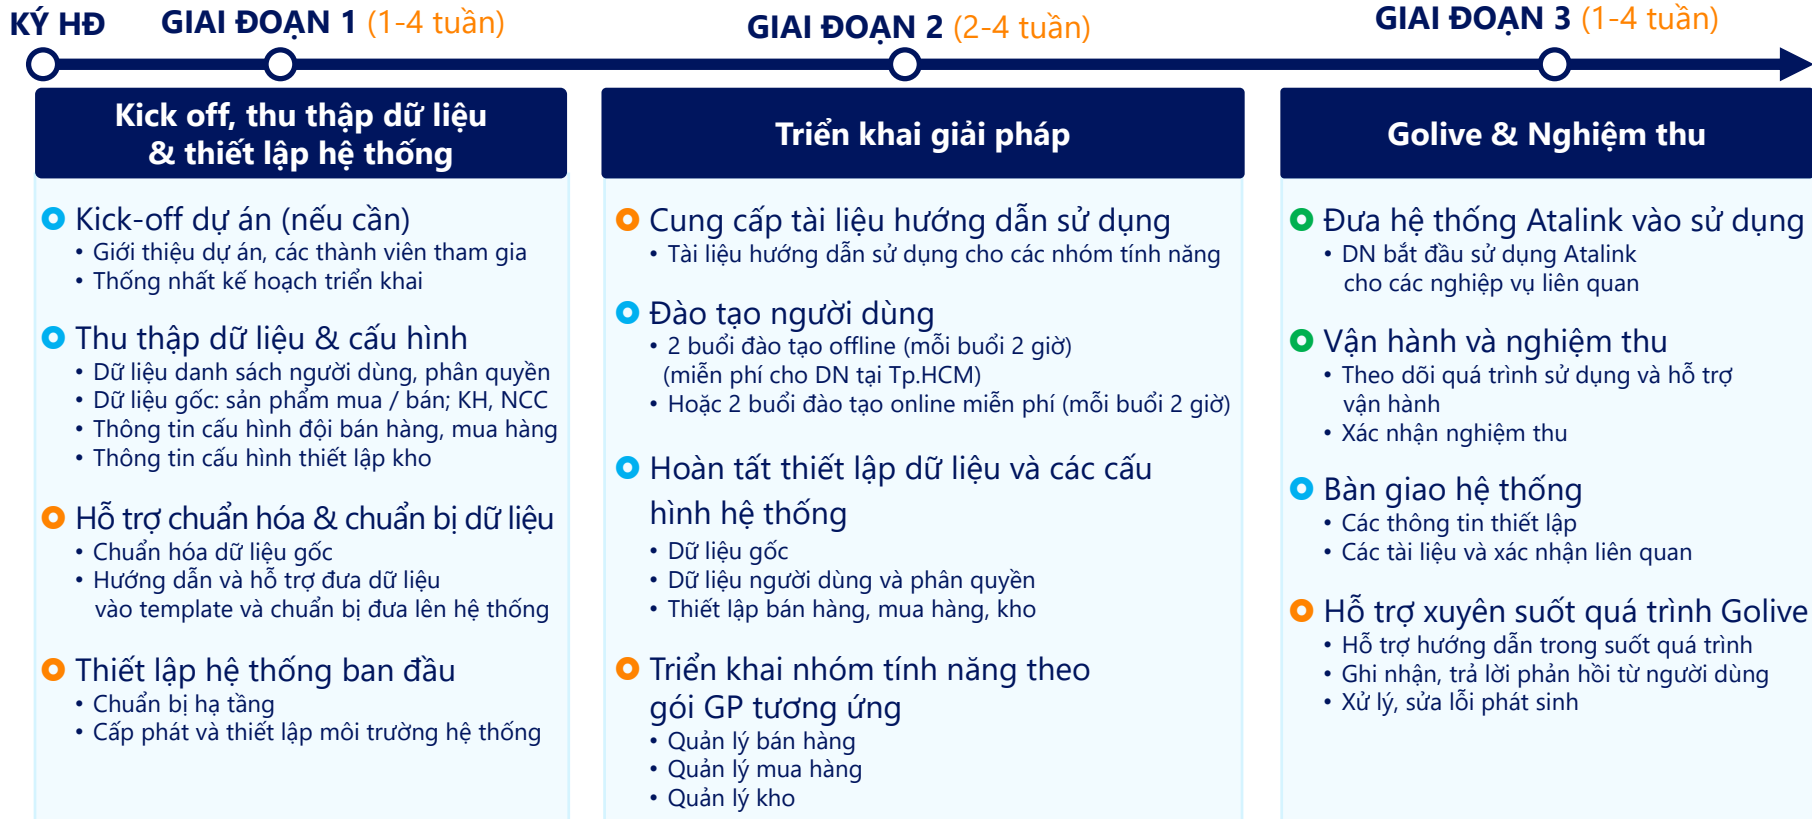 KÝ HĐ
GIAI ĐOẠN 1 (1-4 tuần)
GIAI ĐOẠN 2 (2-4 tuần)
GIAI ĐOẠN 3 (1-4 tuần)
Kick off, thu thập dữ liệu
& thiết lập hệ thống
Kick-off dự án (nếu cần)
• Giới thiệu dự án, các thành viên tham gia
• Thống nhất kế hoạch triển khai
Thu thập dữ liệu & cấu hình
• Dữ liệu danh sách người dùng, phân quyền
• Dữ liệu gốc: sản phẩm mua / bán; KH, NCC
• Thông tin cấu hình đội bán hàng, mua hàng
• Thông tin cấu hình thiết lập kho
Hỗ trợ chuẩn hóa & chuẩn bị dữ liệu
• Chuẩn hóa dữ liệu gốc
• Hướng dẫn và hỗ trợ đưa dữ liệu
vào template và chuẩn bị đưa lên hệ thống
Thiết lập hệ thống ban đầu
• Chuẩn bị hạ tầng
• Cấp phát và thiết lập môi trường hệ thống
Triển khai giải pháp
Cung cấp tài liệu hướng dẫn sử dụng
• Tài liệu hướng dẫn sử dụng cho các nhóm tính năng
Đào tạo người dùng
• 2 buổi đào tạo offline (mỗi buổi 2 giờ)
(miễn phí cho DN tại Tp.HCM)
• Hoặc 2 buổi đào tạo online miễn phí (mỗi buổi 2 giờ)
Hoàn tất thiết lập dữ liệu và các cấu
hình hệ thống
• Dữ liệu gốc
• Dữ liệu người dùng và phân quyền
• Thiết lập bán hàng, mua hàng, kho
Triển khai nhóm tính năng theo
gói GP tương ứng
• Quản lý bán hàng
• Quản lý mua hàng
• Quản lý kho
Golive & Nghiệm thu
Đưa hệ thống Atalink vào sử dụng
• DN bắt đầu sử dụng Atalink
cho các nghiệp vụ liên quan
Vận hành và nghiệm thu
• Theo dõi quá trình sử dụng và hỗ trợ
vận hành
• Xác nhận nghiệm thu
Bàn giao hệ thống
• Các thông tin thiết lập
• Các tài liệu và xác nhận liên quan
Hỗ trợ xuyên suốt quá trình Golive
• Hỗ trợ hướng dẫn trong suốt quá trình
• Ghi nhận, trả lời phản hồi từ người dùng
• Xử lý, sửa lỗi phát sinh